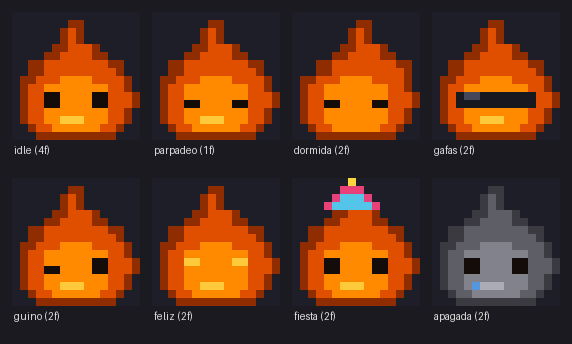 idle (4f)
parpadeo (1f)
dormida (2f)
gafas (2f)
guino (2f)
feliz (2f)
fiesta (2f)
apagada (2f)